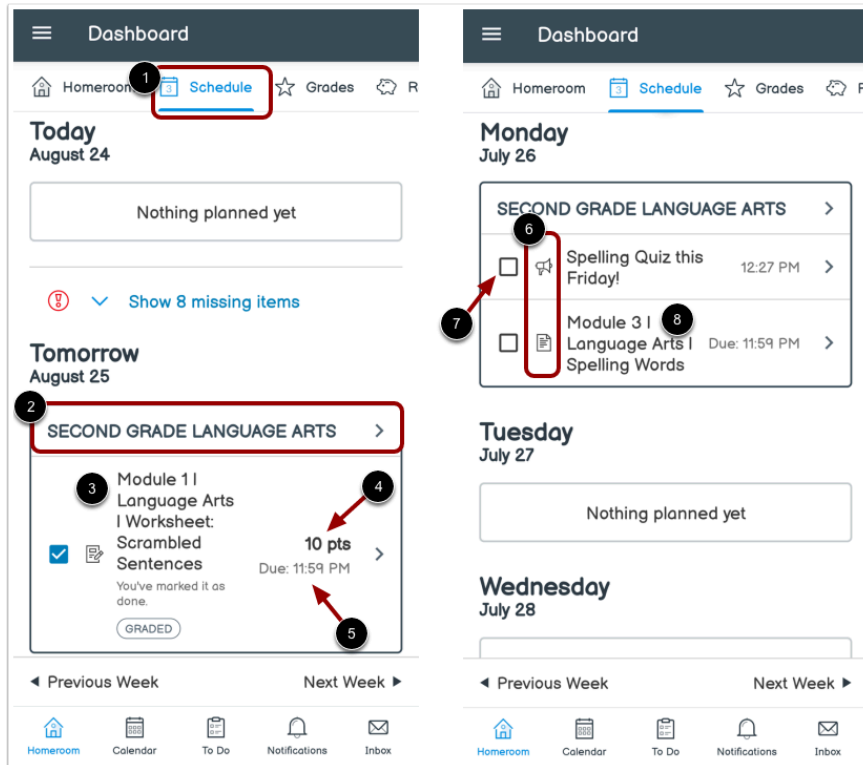 Dashboard
Homeroom
1
3
Schedule
Grades
R
Today
August 24
Nothing planned yet
Show 8 missing items
Tomorrow
August 25
2
SECOND GRADE LANGUAGE ARTS
3
Module 1 |
Language Arts
| Worksheet:
Scrambled
Sentences
You've marked it as
done.
GRADED
4
10 pts
Due: 11:59 PM
5
Previous Week
Next Week
Homeroom
Calendar
To Do
Notifications
Inbox
Dashboard
Homeroom
3
Schedule
Grades
Monday
July 26
SECOND GRADE LANGUAGE ARTS
6
Spelling Quiz this
Friday!
12:27 PM
7
Module 3 |
8
Language Arts |
Due: 11:59 PM
Spelling Words
Tuesday
July 27
Nothing planned yet
Wednesday
July 28
Previous Week
Next Week
Homeroom
Calendar
To Do
Notifications
Inbox